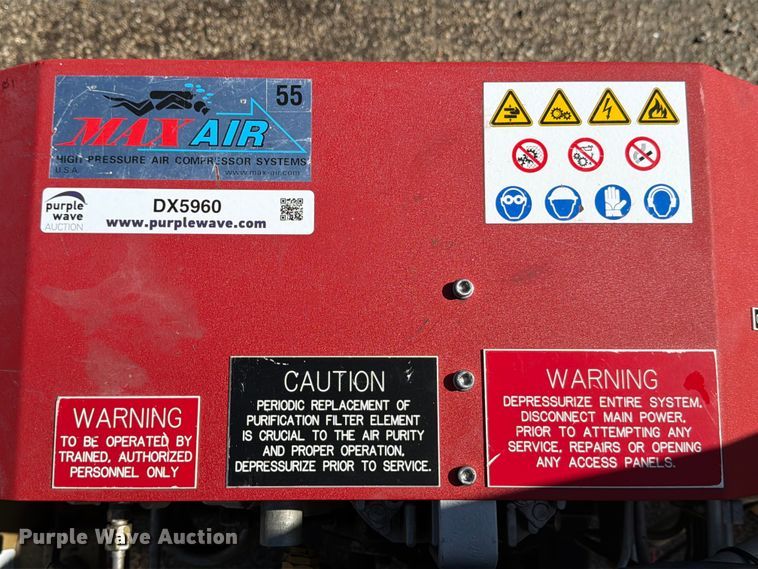 55
MAX AIR
HIGH PRESSURE AIR COMPRESSOR SYSTEMS
U.S.A.
www.max-air.com
purple
wave
AUCTION
DX5960
www.purplewave.com
WARNING
TO BE OPERATED BY
TRAINED, AUTHORIZED
PERSONNEL ONLY
CAUTION
PERIODIC REPLACEMENT OF
PURIFICATION FILTER ELEMENT
IS CRUCIAL TO THE AIR PURITY
AND PROPER OPERATION,
DEPRESSURIZE PRIOR TO SERVICE.
WARNING
DEPRESSURIZE ENTIRE SYSTEM,
DISCONNECT MAIN POWER,
PRIOR TO ATTEMPTING ANY
SERVICE, REPAIRS OR OPENING
ANY ACCESS PANELS.
Purple Wave Auction
Purple Wave Auction